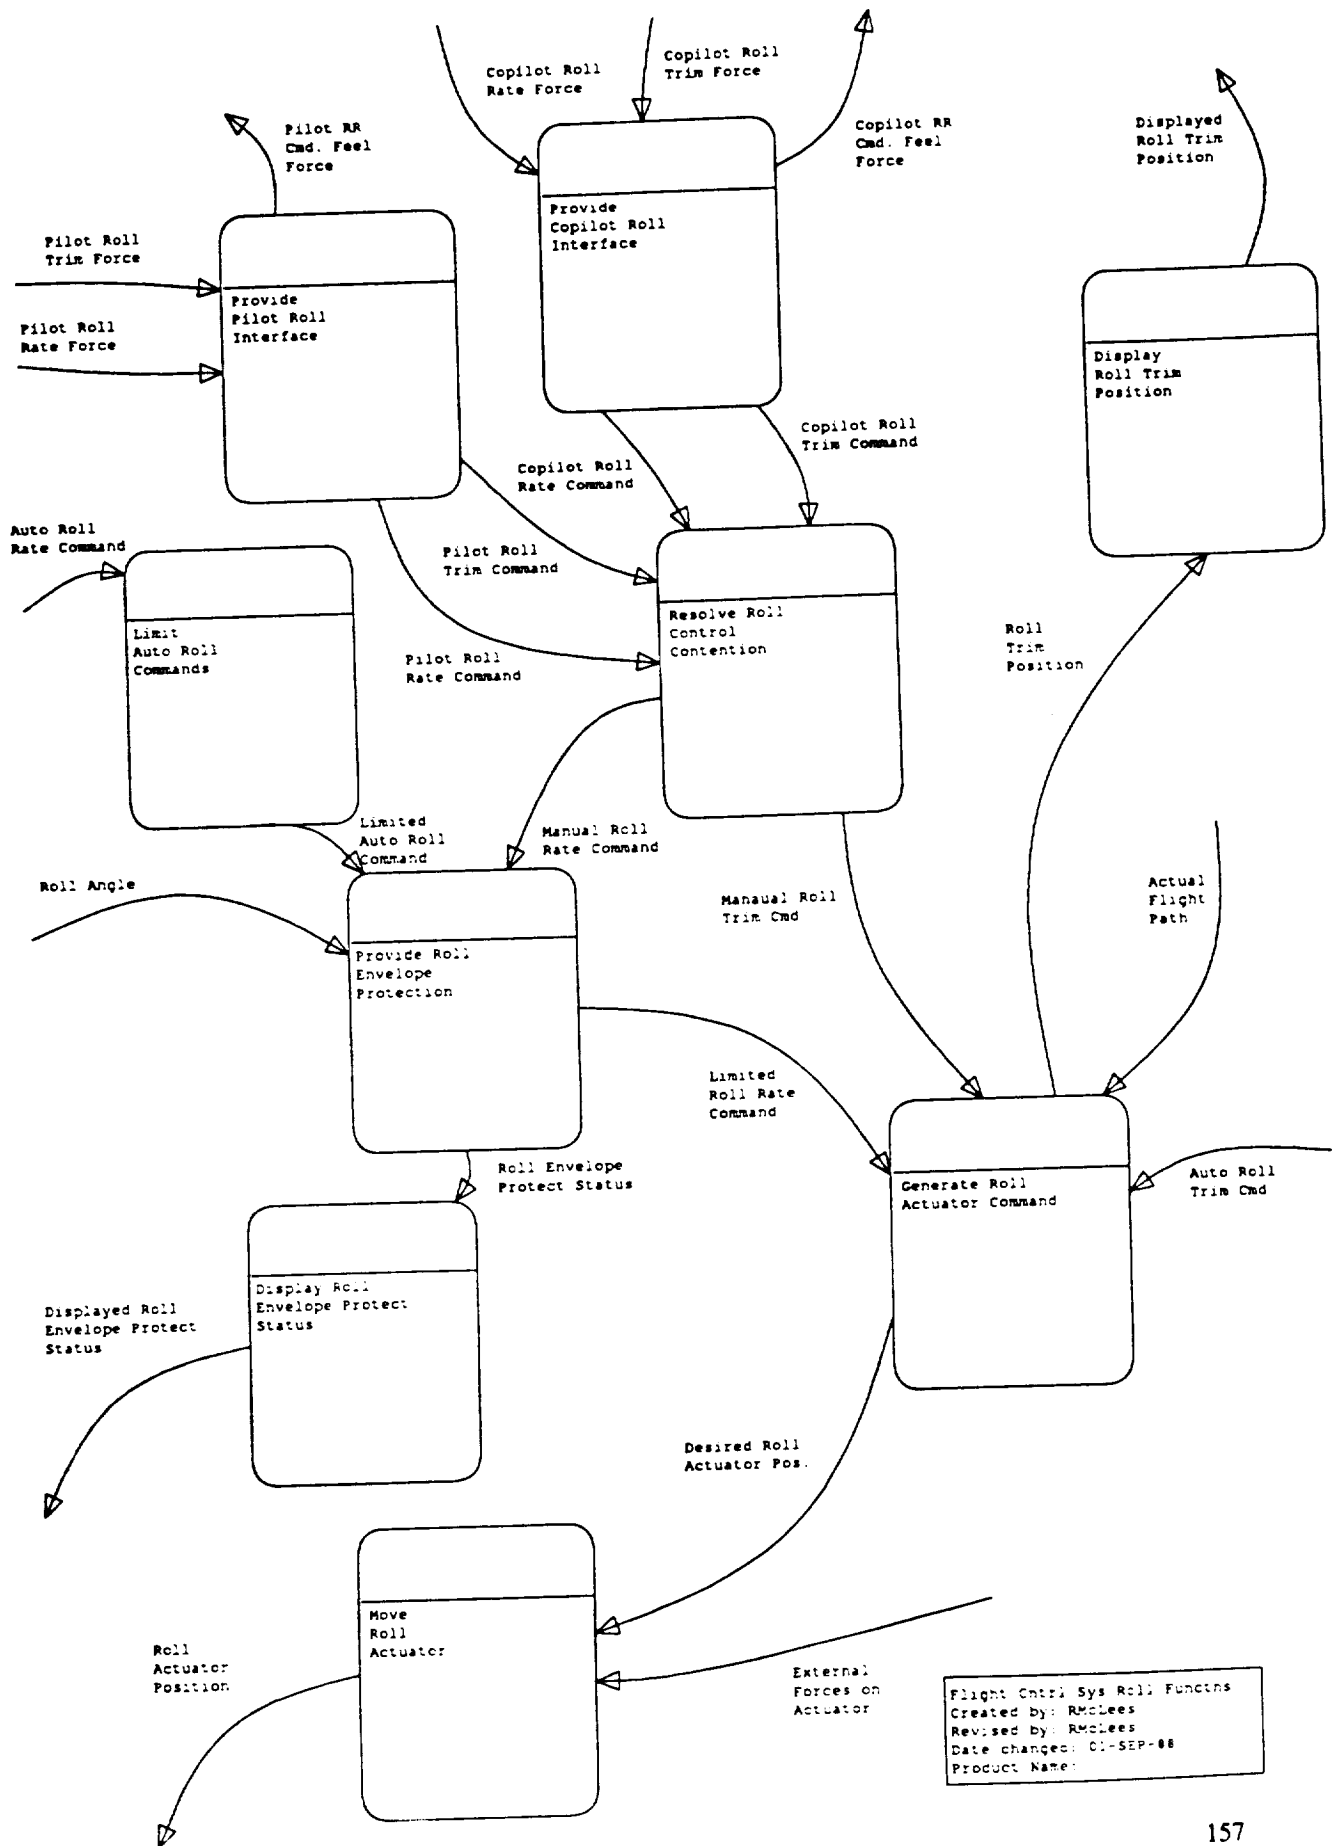 Copilot Roll
Rate Force
Copilot Roll
Trim Force
Copilot RR
Cmd. Feel
Force
Pilot RR
Cmd. Feel
Force
Displayed
Roll Trim
Position
Provide
Copilot Roll
Interface
Pilot Roll
Trim Force
Provide
Pilot Roll
Interface
Pilot Roll
Rate Force
Display
Roll Trim
Position
Copilot Roll
Trim Command
Copilot Roll
Rate Command
Auto Roll
Rate Command
Pilot Roll
Trim Command
Limit
Auto Roll
Commands
Resolve Roll
Control
Contention
Roll
Trim
Position
Pilot Roll
Rate Command
Limited
Auto Roll
Command
Manual Roll
Rate Command
Roll Angle
Manaual Roll
Trim Cmd
Actual
Flight
Path
Provide Roll
Envelope
Protection
Limited
Roll Rate
Command
Roll Envelope
Protect Status
Generate Roll
Actuator Command
Auto Roll
Trim Cmd
Display Roll
Envelope Protect
Status
Displayed Roll
Envelope Protect
Status
Desired Roll
Actuator Pos.
Move
Roll
Actuator
Roll
Actuator
Position
External
Forces on
Actuator
Flight Cntrl Sys Roll Functns
Created by: RMcLees
Revised by: RMcLees
Date changed: 01-SEP-88
Product Name:
157